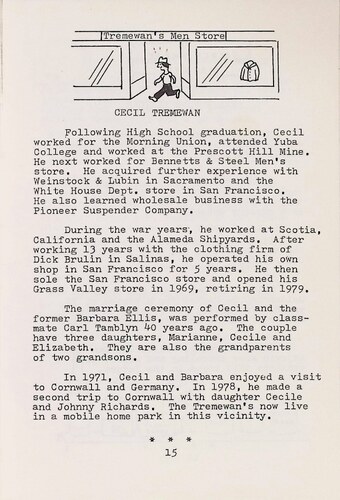 Tremewan's Men Store
CECIL TREMEWAN
Following High School graduation, Cecil
worked for the Morning Union, attended Yuba
College and worked at the Prescott Hill Mine.
He next worked for Bennetts & Steel Men's
store. He acquired further experience with
Weinstock & Lubin in Sacramento and the
White House Dept. store in San Francisco.
He also learned wholesale business with the
Pioneer Suspender Company.
During the war years, he worked at Scotia,
California and the Alameda Shipyards. After
working 13 years with the clothing firm of
Dick Brulin in Salinas, he operated his own
shop in San Francisco for 5 years. He then
sold the San Francisco store and opened his
Grass Valley store in 1969, retiring in 1979.
The marriage ceremony of Cecil and the
former Barbara Ellis, was performed by class-
mate Carl Tamblyn 40 years ago. The couple
have three daughters, Marianne, Cecile and
Elizabeth. They are also the grandparents
of two grandsons.
In 1971, Cecil and Barbara enjoyed a visit
to Cornwall and Germany. In 1978, he made a
second trip to Cornwall with daughter Cecile
and Johnny Richards. The Tremewan's now live
in a mobile home park in this vicinity.
* * *
15